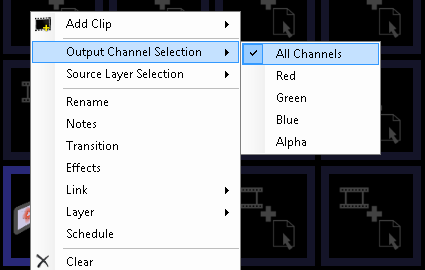 Add Clip
Output Channel Selection
Source Layer Selection
Rename
Notes
Transition
Effects
Link
Layer
Schedule
Clear
All Channels
Red
Green
Blue
Alpha